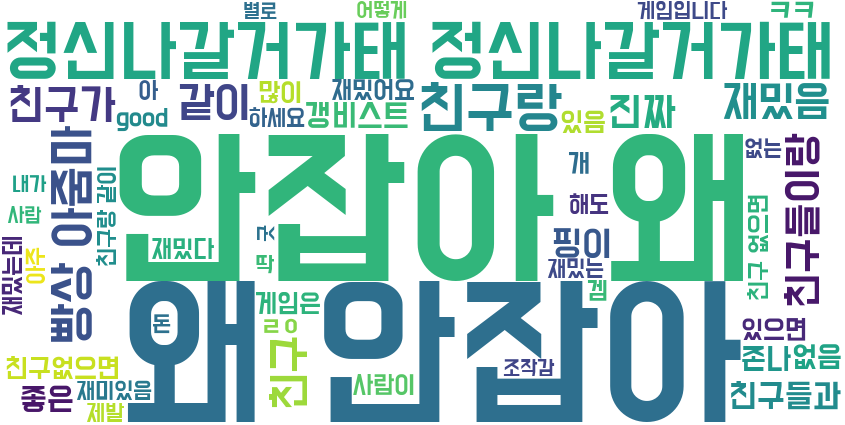 별로 어떻게 게임입니다 ㅋㅋ
정신나갈거가태 정신나갈거가태
친구가 아 같이 많이 재밌어요 친구랑 진짜 재밌음
good 하세요 갱비스트 있음
안잡아 왜
빵상 아줌마
내가
사람
친구랑 같이
재밌다
굿
딱
개
해도
핑이
재밌는
겜
없는
친구들이랑
친구 없으면
재밌는데
아주
왜 안잡아
돈
게임은
ㄹㅇ
친구
사람이
조작감
있으면
존나없음
친구들과
친구없으면
좋은 재미있음
제발